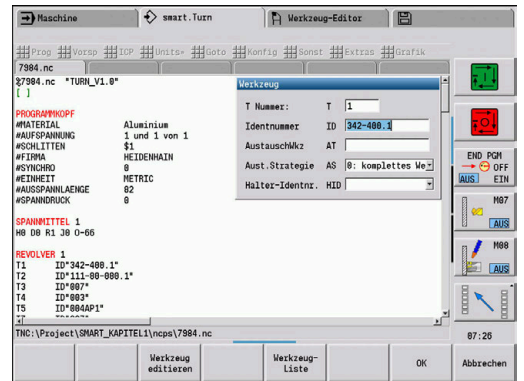 Maschine smart.Turn Werkzeug-Editor
Prog Vorsp ICP Units» Goto Konfig Sonst Extras Grafik
7984.nc
%7984.nc "TURN_V1.0"
[ ]
PROGRAMMKOPF
#MATERIAL Aluminium
#AUFSPANNUNG 1 und 1 von 1
#SCHLITTEN $1
#FIRMA HEIDENHAIN
#SYNCHRO 0
#EINHEIT METRIC
#AUSSPANNLAENGE 82
#SPANNDRUCK 0
SPANNMITTEL 1
H0 D0 R1 J0 O-66
REVOLVER 1
T1 ID"342-400.1"
T2 ID"111-80-080.1"
T3 ID"007"
T4 ID"003"
T5 ID"004AP1"
Werkzeug
T Nummer: T 1
Identnummer ID 342-400.1
AustauschWkz AT
Aust.Strategie AS 0: komplettes We
Halter-Identnr. HID
TNC:\Project\SMART_KAPITEL1\ncps\7984.nc
END PGM
OFF
AUS EIN
M07
AUS
M08
AUS
07:26
Werkzeug editieren
Werkzeug-Liste
OK
Abbrechen